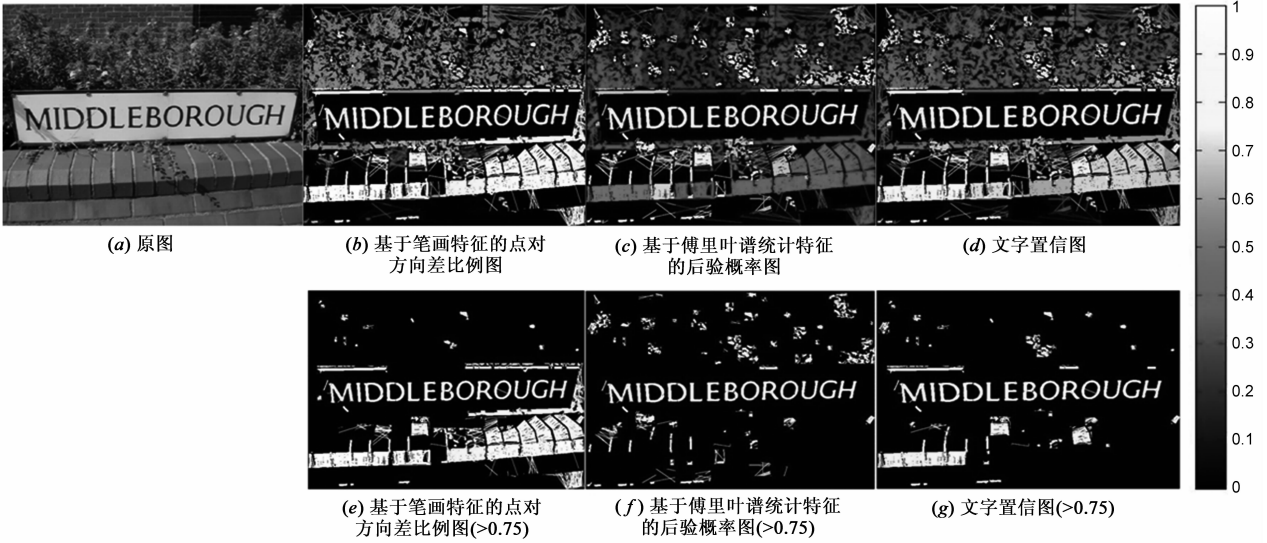 MIDDLEBOROUGH
MIDDLEBOROUGH
MIDDLEBOROUGH
MIDDLEBOROUGH
1
0.9
0.8
0.7
0.6
0.5
0.4
0.3
0.2
0.1
0
(a) 原图
(b) 基于笔画特征的点对
方向差比例图
(c) 基于傅里叶谱统计特征
的后验概率图
(d) 文字置信图
MIDDLEBOROUGH
MIDDLEBOROUGH
MIDDLEBOROUGH
(e) 基于笔画特征的点对
方向差比例图(>0.75)
(f) 基于傅里叶谱统计特征
的后验概率图(>0.75)
(g) 文字置信图(>0.75)